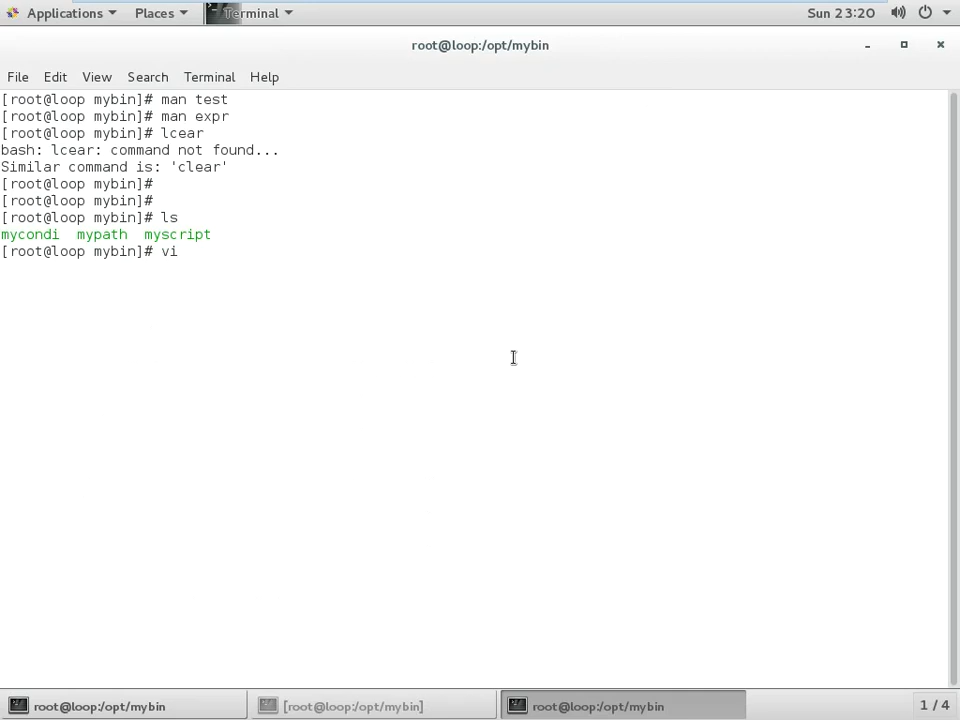 Applications Places Terminal Sun 23:20
root@loop:/opt/mybin
File Edit View Search Terminal Help
[root@loop mybin]# man test
[root@loop mybin]# man expr
[root@loop mybin]# lcear
bash: lcear: command not found...
Similar command is: 'clear'
[root@loop mybin]#
[root@loop mybin]#
[root@loop mybin]# ls
mycondi mypath myscript
[root@loop mybin]# vi
root@loop:/opt/mybin [root@loop:/opt/mybin] root@loop:/opt/mybin 1 / 4